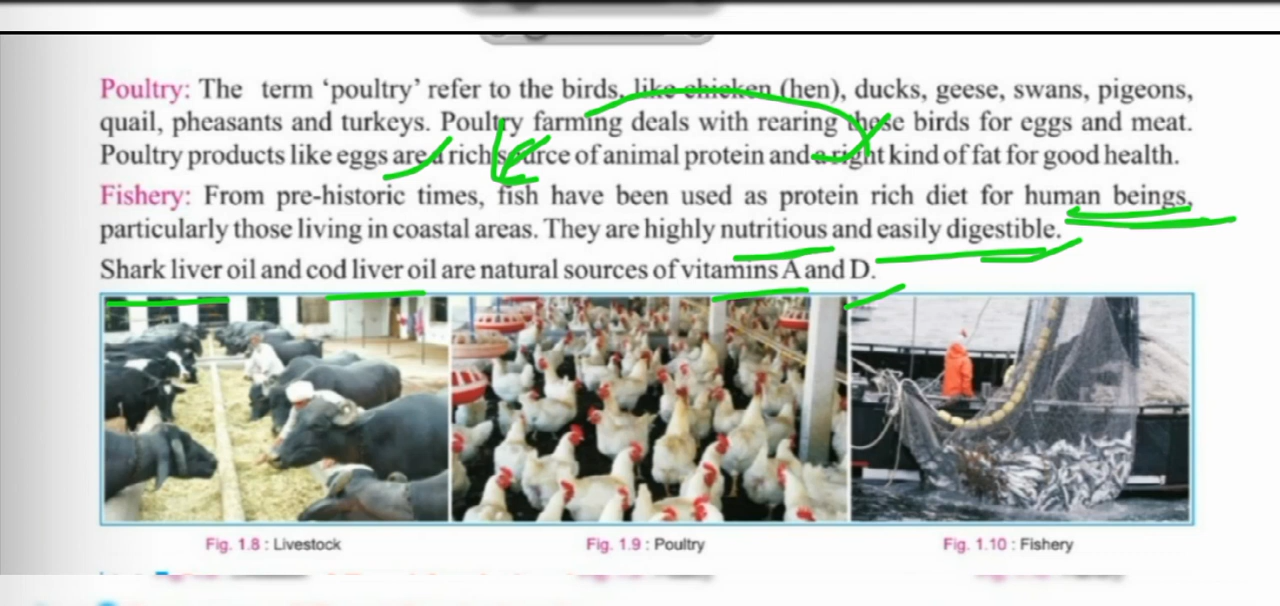 Poultry: The term ‘poultry’ refer to the birds, like chicken (hen), ducks, geese, swans, pigeons,
quail, pheasants and turkeys. Poultry farming deals with rearing these birds for eggs and meat.
Poultry products like eggs are a rich source of animal protein and a right kind of fat for good health.
Fishery: From pre-historic times, fish have been used as protein rich diet for human beings,
particularly those living in coastal areas. They are highly nutritious and easily digestible.
Shark liver oil and cod liver oil are natural sources of vitamins A and D.
Fig. 1.8 : Livestock
Fig. 1.9 : Poultry
Fig. 1.10 : Fishery